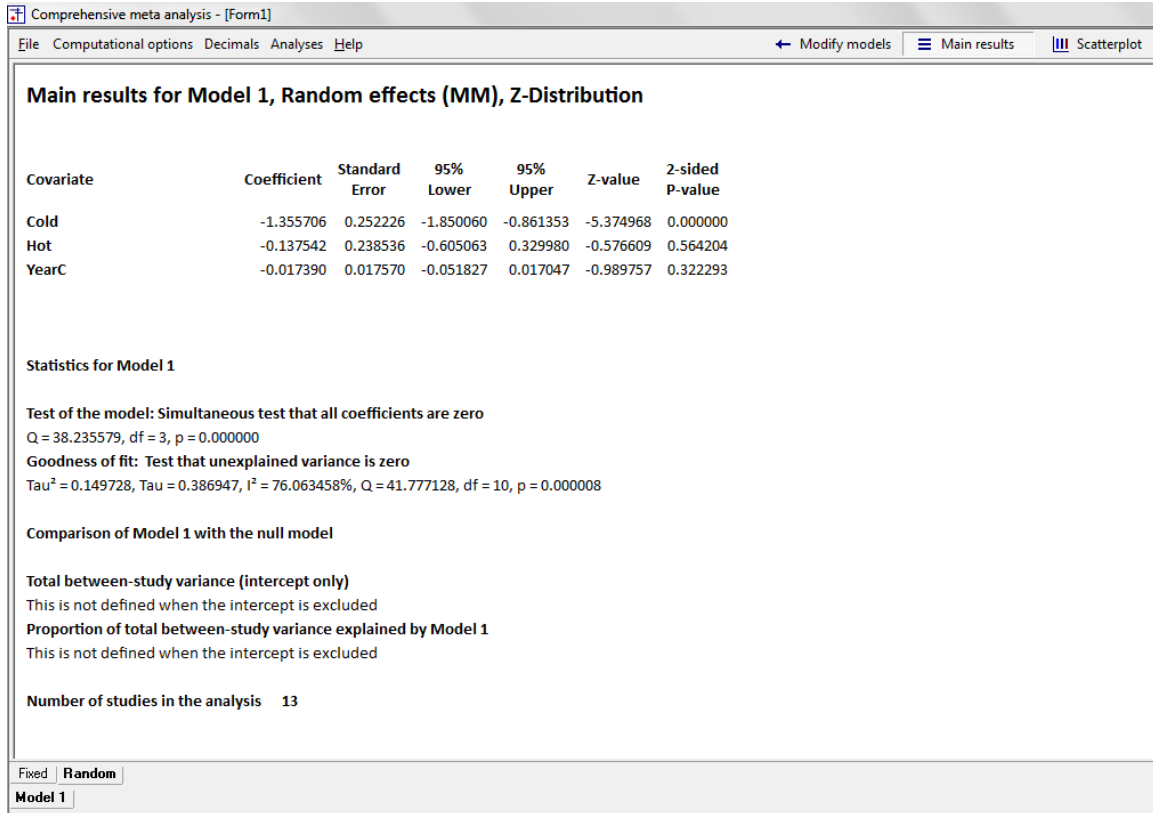 Comprehensive meta analysis - [Form1]
File Computational options Decimals Analyses Help Modify models Main results Scatterplot
Main results for Model 1, Random effects (MM), Z-Distribution
Covariate Coefficient Standard Error 95% Lower 95% Upper Z-value 2-sided P-value
Cold -1.355706 0.252226 -1.850060 -0.861353 -5.374968 0.000000
Hot -0.137542 0.238536 -0.605063 0.329980 -0.576609 0.564204
YearC -0.017390 0.017570 -0.051827 0.017047 -0.989757 0.322293
Statistics for Model 1
Test of the model: Simultaneous test that all coefficients are zero
Q = 38.235579, df = 3, p = 0.000000
Goodness of fit: Test that unexplained variance is zero
Tau² = 0.149728, Tau = 0.386947, I² = 76.063458%, Q = 41.777128, df = 10, p = 0.000008
Comparison of Model 1 with the null model
Total between-study variance (intercept only)
This is not defined when the intercept is excluded
Proportion of total between-study variance explained by Model 1
This is not defined when the intercept is excluded
Number of studies in the analysis 13
Fixed Random
Model 1